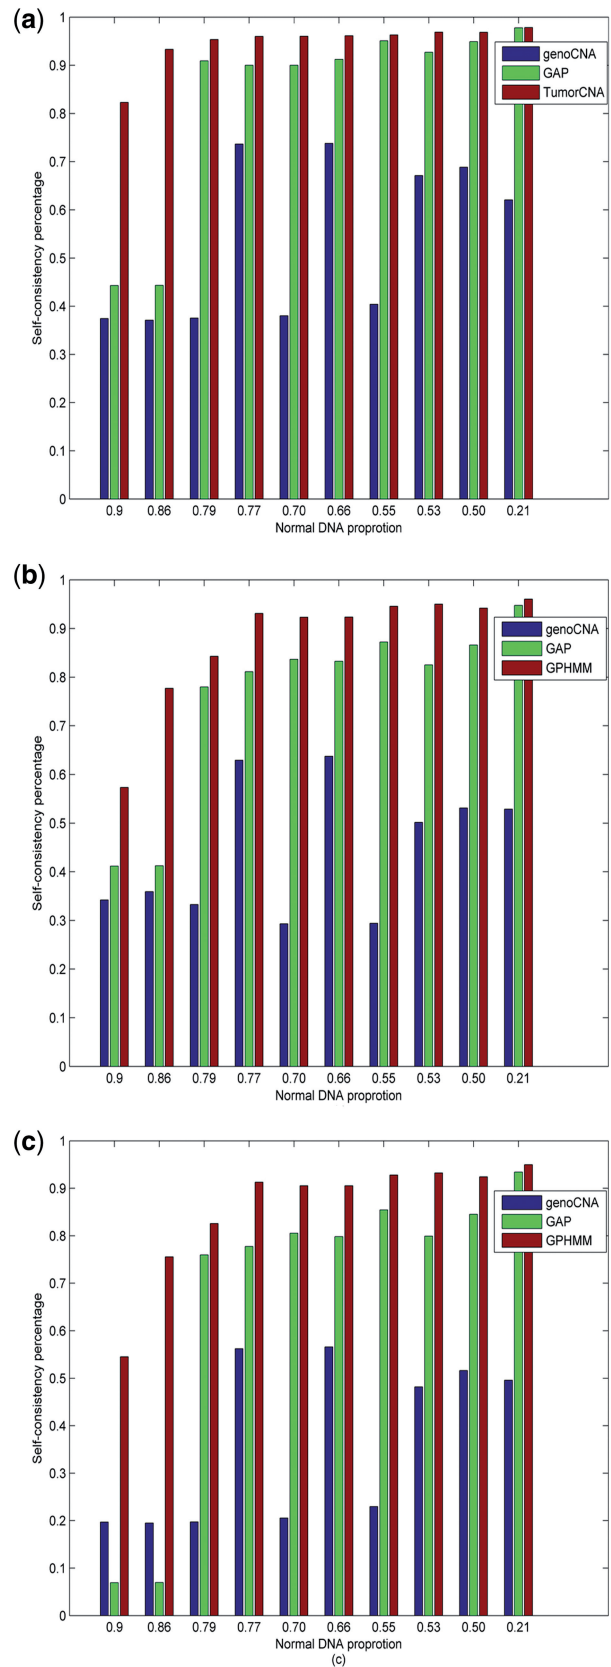 (a)
1
0.9
0.8
0.7
0.6
0.5
0.4
0.3
0.2
0.1
0
Self-consistency percentage
genoCNA
GAP
TumorCNA
0.9 0.86 0.79 0.77 0.70 0.66 0.55 0.53 0.50 0.21
Normal DNA proprotion
(b)
1
0.9
0.8
0.7
0.6
0.5
0.4
0.3
0.2
0.1
0
Self-consistency percentage
genoCNA
GAP
GPHMM
0.9 0.86 0.79 0.77 0.70 0.66 0.55 0.53 0.50 0.21
Normal DNA proprotion
(c)
1
0.9
0.8
0.7
0.6
0.5
0.4
0.3
0.2
0.1
0
Self-consistency percentage
genoCNA
GAP
GPHMM
0.9 0.86 0.79 0.77 0.70 0.66 0.55 0.53 0.50 0.21
Normal DNA proprotion
(c)